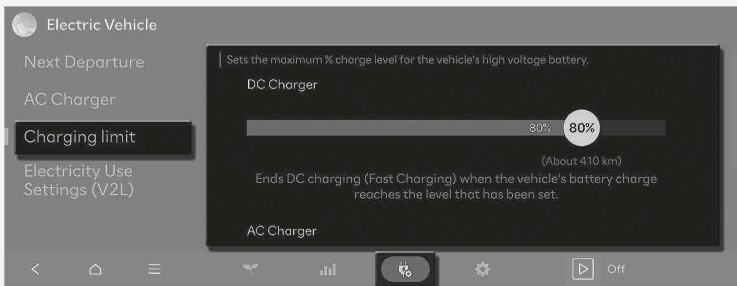 Electric Vehicle
Next Departure
AC Charger
Charging limit
Electricity Use
Settings (V2L)
Sets the maximum % charge level for the vehicle's high voltage battery.
DC Charger
80% 80%
(About 410 km)
Ends DC charging (Fast Charging) when the vehicle's battery charge
reaches the level that has been set.
AC Charger
Off